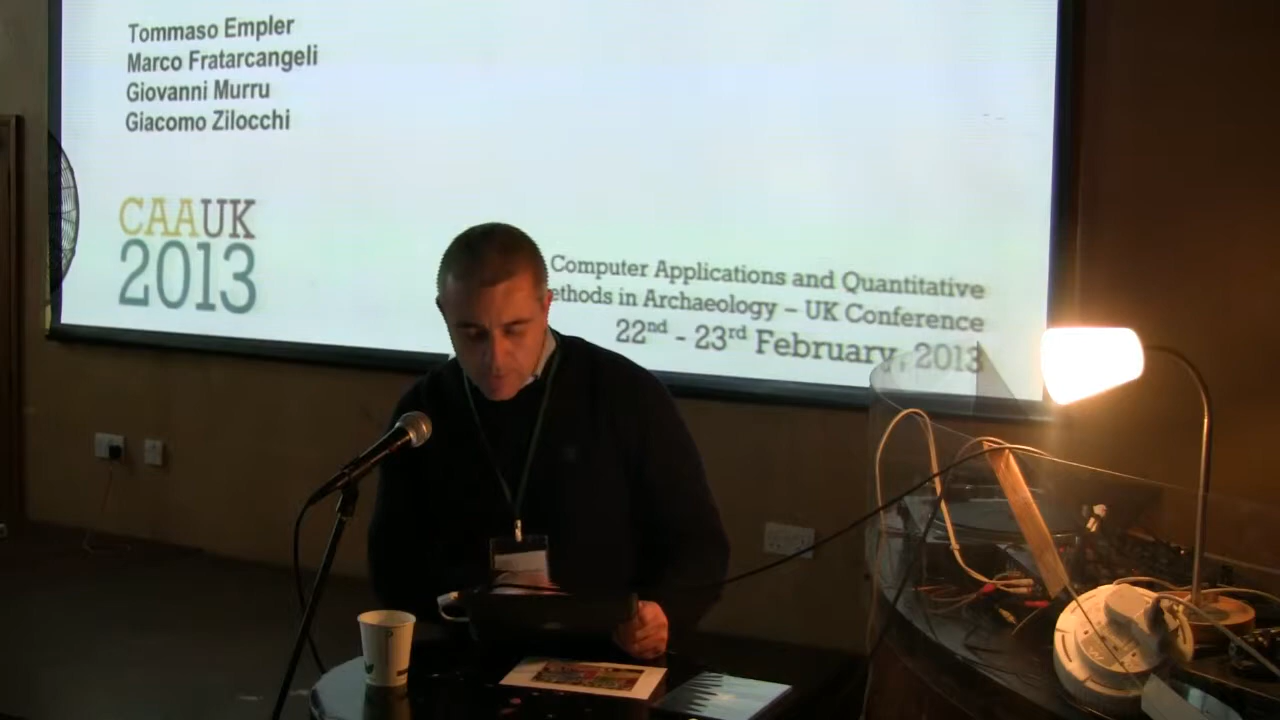 Tommaso Empler
Marco Fratarcangeli
Giovanni Murru
Giacomo Zilocchi
CAAUK
2013
Computer Applications and Quantitative
ethods in Archaeology – UK Conference
22nd - 23rd February, 2013